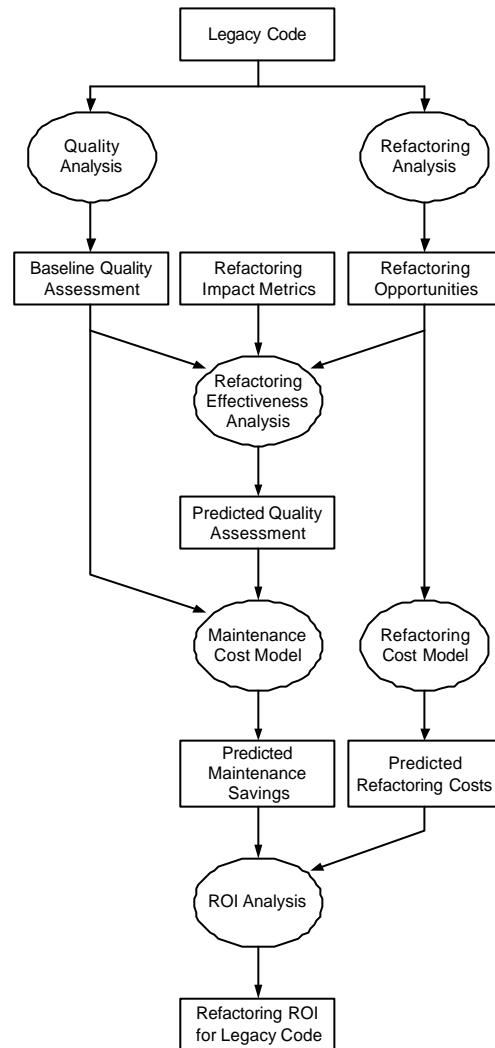 Legacy Code
Quality
Analysis
Refactoring
Analysis
Baseline Quality
Assessment
Refactoring
Impact Metrics
Refactoring
Opportunities
Refactoring
Effectiveness
Analysis
Predicted Quality
Assessment
Maintenance
Cost Model
Refactoring
Cost Model
Predicted
Maintenance
Savings
Predicted
Refactoring Costs
ROI Analysis
Refactoring ROI
for Legacy Code